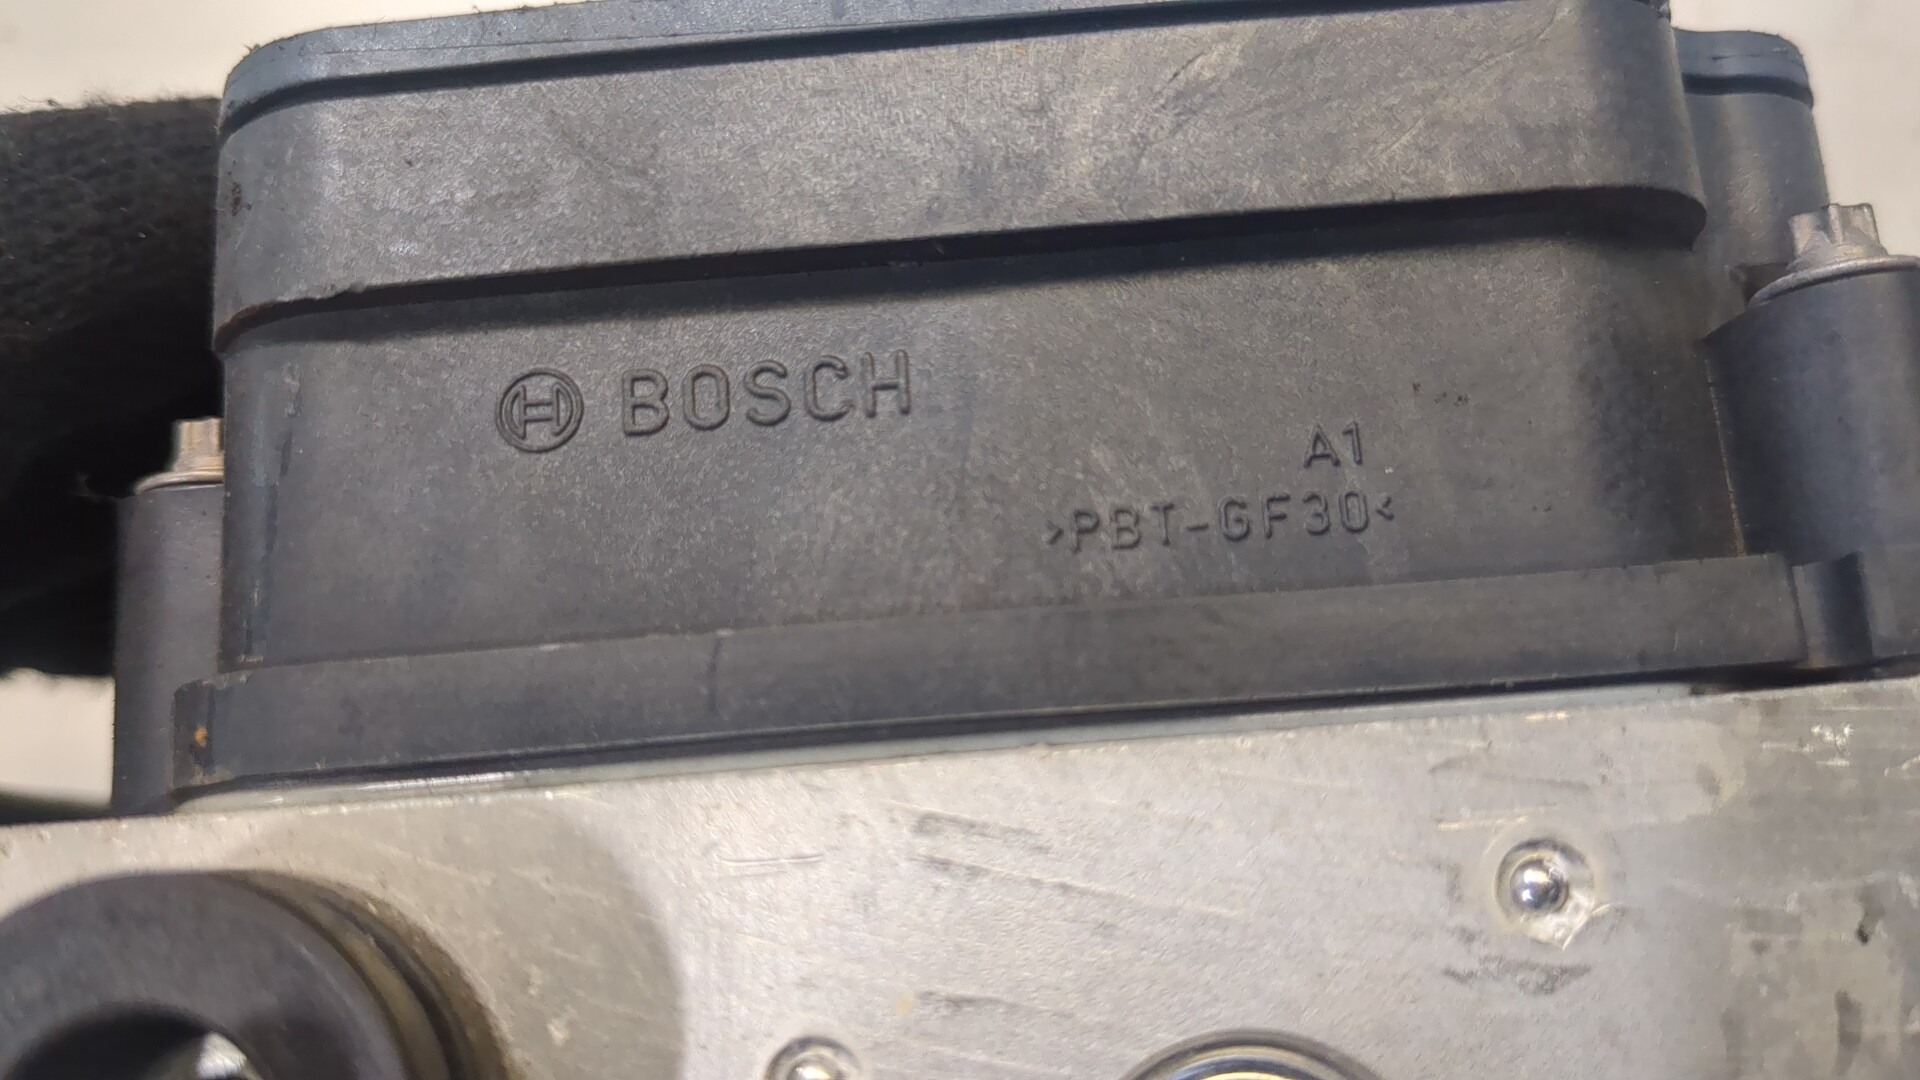 BOSCH
A1
>PBT-GF30<